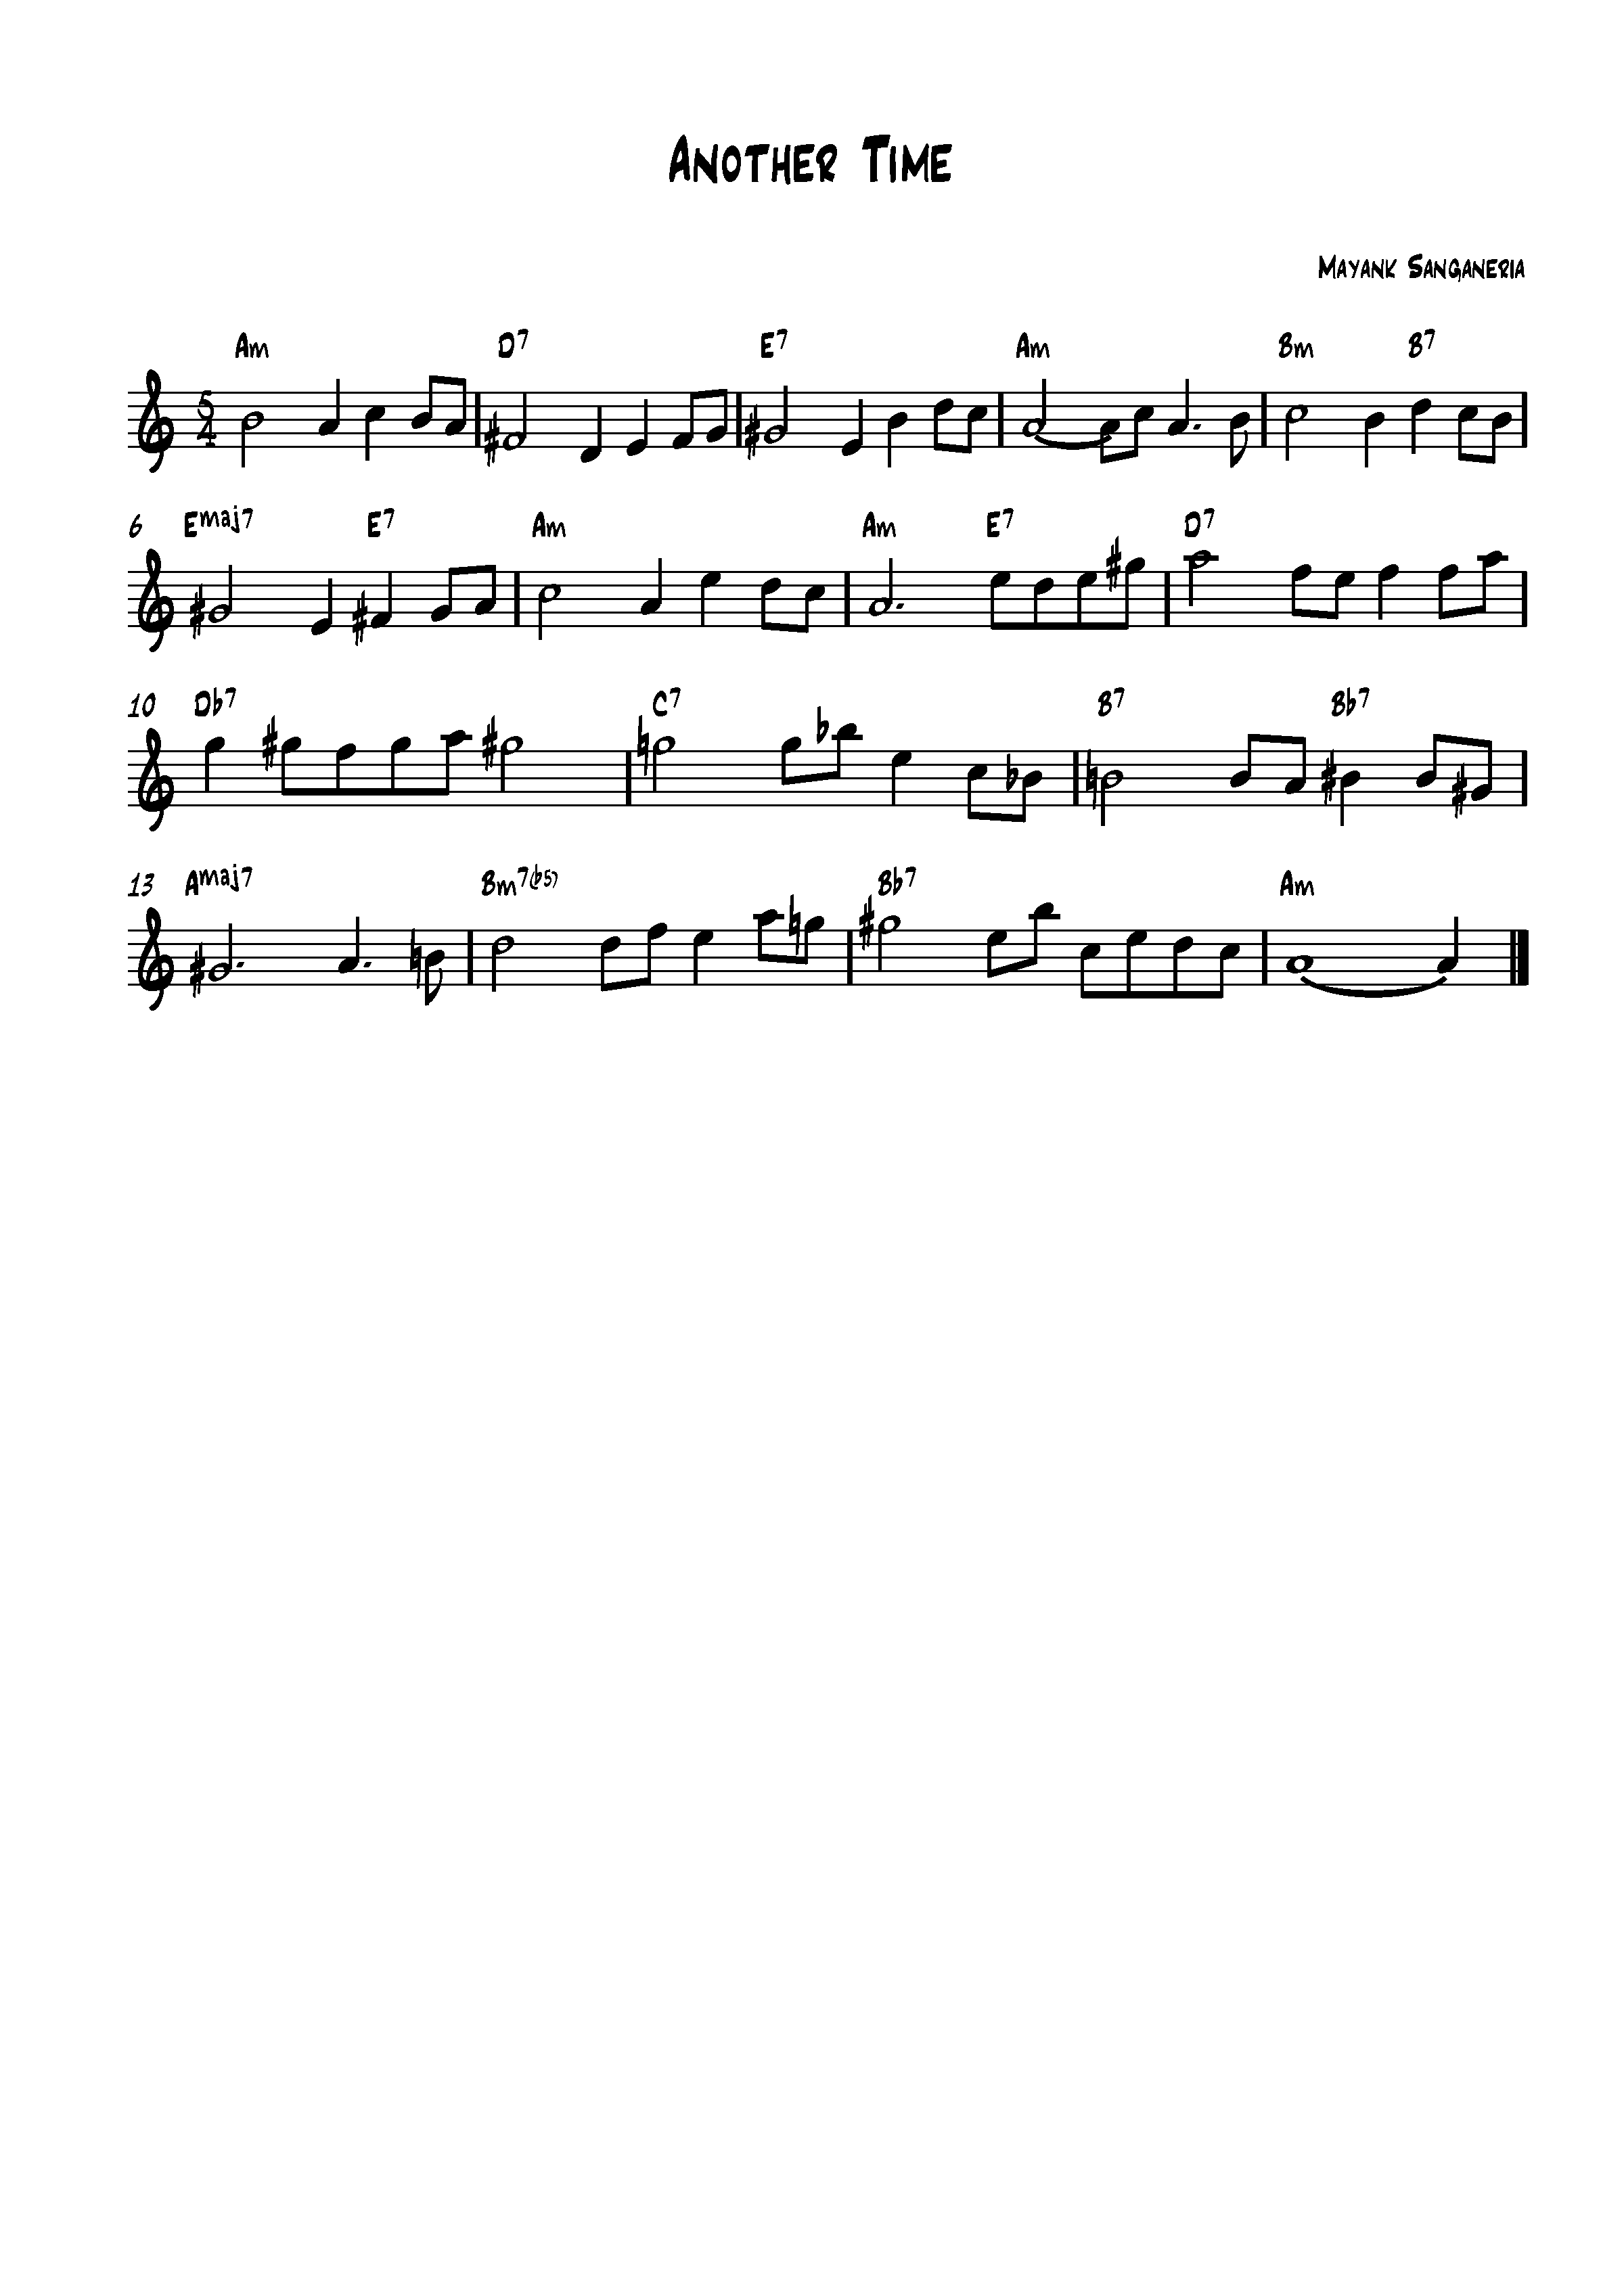 Another Time
Mayank Sanganeria
Am D7 E7 Am Bm B7
5
4
6 Emaj7 E7 Am Am E7 D7
10 Db7 C7 B7 Bb7
13 Amaj7 Bm7(b5) Bb7 Am